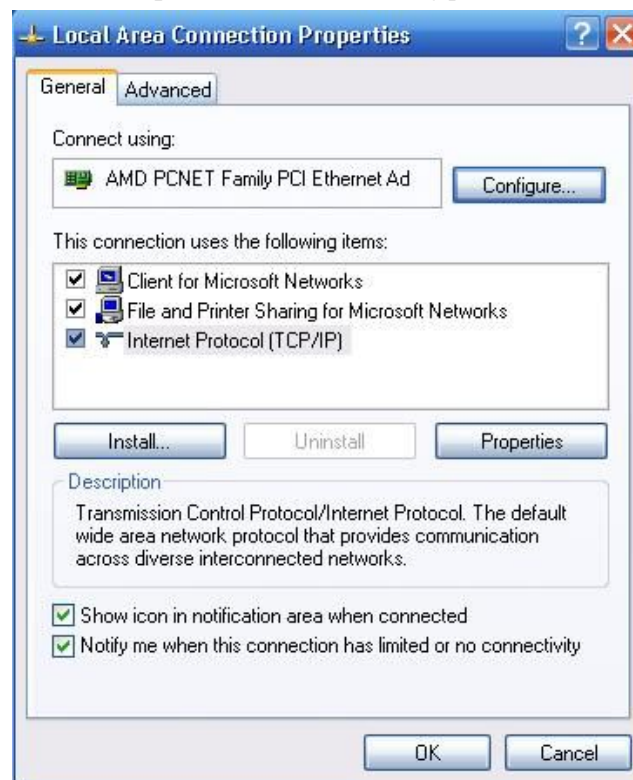 Local Area Connection Properties
General
Advanced
Connect using:
AMD PCNET Family PCI Ethernet Ad
Configure...
This connection uses the following items:
Client for Microsoft Networks
File and Printer Sharing for Microsoft Networks
Internet Protocol (TCP/IP)
Install...
Uninstall
Properties
Description
Transmission Control Protocol/Internet Protocol. The default
wide area network protocol that provides communication
across diverse interconnected networks.
Show icon in notification area when connected
Notify me when this connection has limited or no connectivity
OK
Cancel